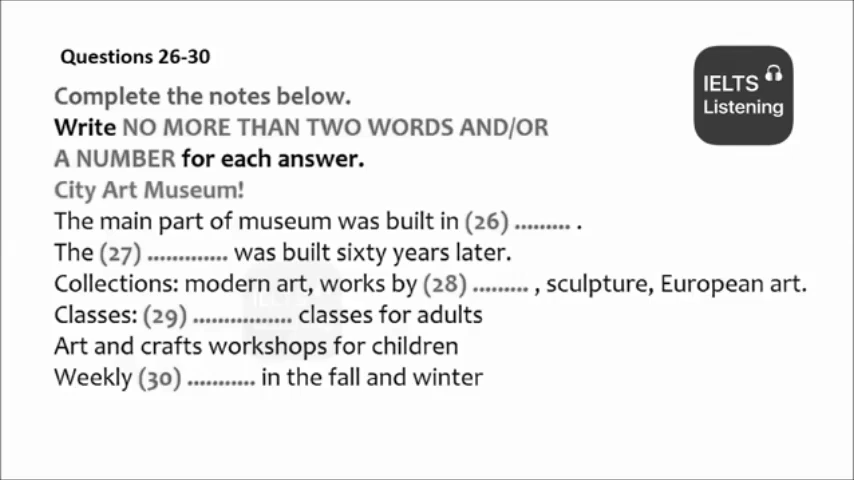 Questions 26-30
IELTS
Listening
Complete the notes below.
Write NO MORE THAN TWO WORDS AND/OR
A NUMBER for each answer.
City Art Museum!
The main part of museum was built in (26) ......... .
The (27) ............. was built sixty years later.
Collections: modern art, works by (28) ......... , sculpture, European art.
Classes: (29) ................ classes for adults
Art and crafts workshops for children
Weekly (30) ........... in the fall and winter